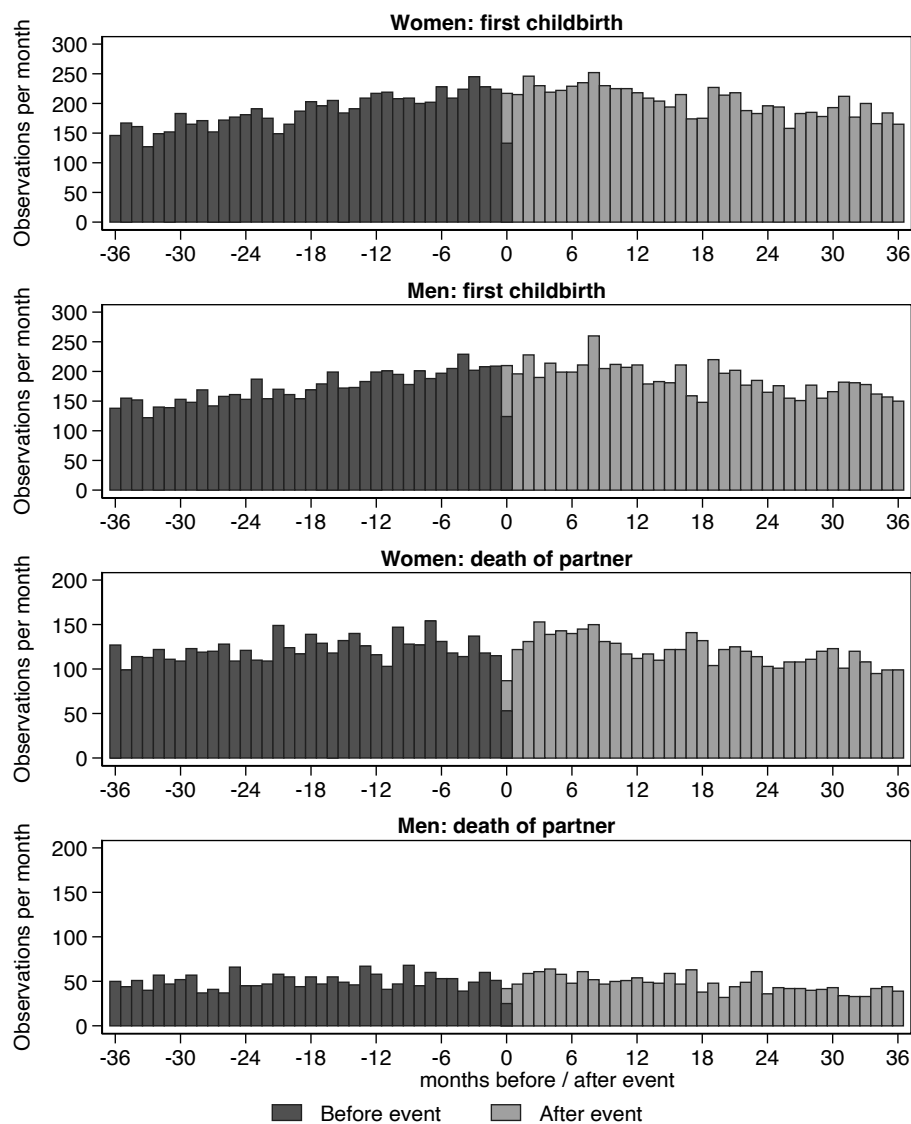 Women: first childbirth
Observations per month
300
250
200
150
100
50
0
-36 -30 -24 -18 -12 -6 0 6 12 18 24 30 36
Men: first childbirth
Observations per month
300
250
200
150
100
50
0
-36 -30 -24 -18 -12 -6 0 6 12 18 24 30 36
Women: death of partner
Observations per month
200
150
100
50
0
-36 -30 -24 -18 -12 -6 0 6 12 18 24 30 36
Men: death of partner
Observations per month
200
150
100
50
0
-36 -30 -24 -18 -12 -6 0 6 12 18 24 30 36
months before / after event
Before event After event